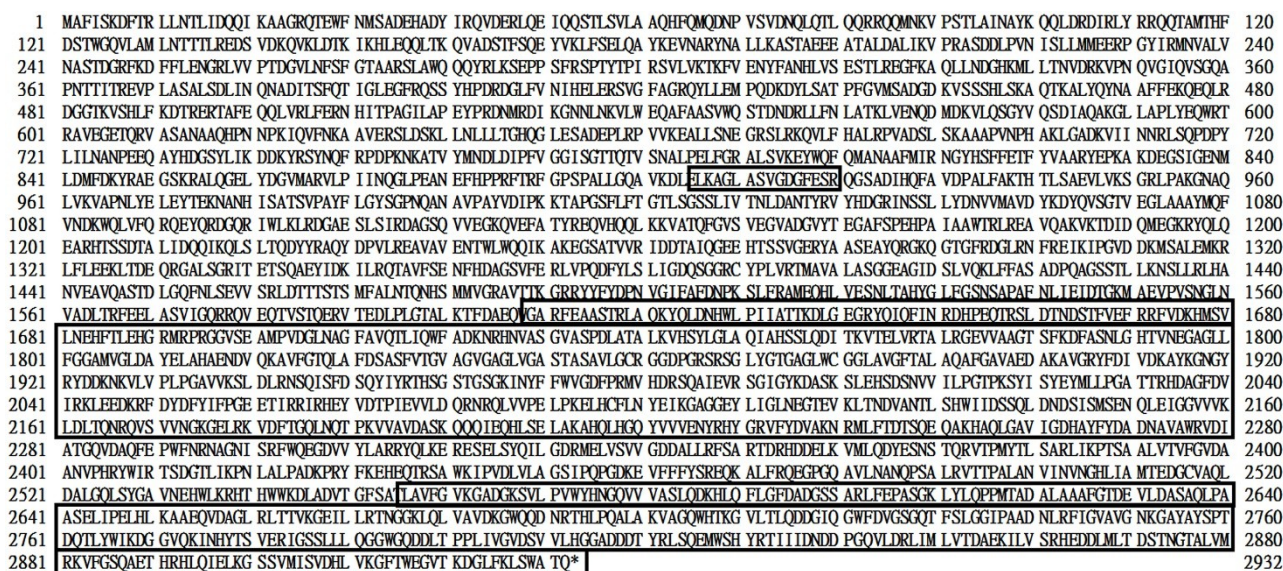 1 MAFISKDFTR LLNTLIDQQI KAAGRQTEWF NMSADEHADY IRQVDERLQE IQQSTLSVLA AQHFQMQDNP VSVDNQLQTL QQRRQQMNKV PSTLAINAYK QQLDRDIRLY RRQQTAMTHF 120
121 DSTWGQVLAM LNTTTLREDS VDKQVKLDTK IKHLEQQLTK QVADSTFSQE YVKLFSELQA YKEVNARYNA LLKASTAEEE ATALDALIKV PRASDDLPVN ISLLMMEERP GYIRMNVALV 240
241 NASTDGRFKD FFLENGRLVV PTDGVLNFSF GTAARSLAWQ QQYRLKSEPP SFRSPTYTPI RSVLVKTKFV ENYFANHLVS ESTLREGFKA QLLNDGHKML LTNVDRKVPN QVGIQVSGQA 360
361 PNTTITREVP LASALSDLIN QNADITSFQT IGLEGFRQSS YHPDRDGLFV NIHELERSVG FAGRQYLLEM PQDKDYLSAT PFGVMSADGD KVSSSHLSKA QTKALYQYNA AFFEKQEQLR 480
481 DGGTKVSHLF KDTRERTAFE QQLVRLFERN HITPAGILAP EYPRDNMRDI KGNNLNKVLW EQAFAASVWQ STDNDRLLFN LATKLVENQD MDKVLQSGYV QSDIAQAKGL LAPLYEQWRT 600
601 RAVEGETQRV ASANAAQHPN NPKIQVFNKA AVERSLDSKL LNLLLTGHQG LESADEPLRP VVKEALLSNE GRSLRKQVLF HALRPVADSL SKAAAPVNPH AKLGADKVII NNRLSQPDPY 720
721 LILNANPEEQ AYHDGSYLIK DDKYRSYNQF RPDPKNKATV YMNDLDIPFV GGISGTTQTV SNALPELFGR ALSVKEYWQF QMANAAFMIR NGYHSFFETF YVAARYEPKA KDEGSIGENM 840
841 LDMFDKYRAE GSKRALQGEL YDGVMARVLP IINQGLPEAN EFHPPRFTRF GPSPALLGQA VKDLELKAGL ASVGDGFESR QGSADIHQFA VDPALFAKTH TLSAEVLVKS GRLPAKGNAQ 960
961 LVKVAPNLYE LEYTEKNANH ISATSVPAYF LGYSGPNQAN AVPAYVDIPK KTAPGSFLFT GTLSGSSLIV TNLDANTYRV YHDGRINSSL LYDNVVMAVD YKDYQVSGTV EGLAAAYMQF 1080
1081 VNDKWQLVFQ RQEYQRDGQR IWLKLRDGAE SLSIRDAGSQ VVEGKQVEFA TYREQVHQQL KKVATQFGVS VEGVADGVYT EGAFSPEHPA IAAWTRLREA VQAKVKTDID QMEGKRYQLQ 1200
1201 EARHTSSDTA LIDQQIKQLS LTQDYYRAQY DPVLREAVAV ENTWLWQQIK AKEGSATVVR IDDTAIQGEE HTSSVGERYA ASEAYQRGKQ GTGFRDGLRN FREIKIPGVD DKMSALEMKR 1320
1321 LFLEEKLTDE QRGALSGRIT ETSQAEYIDK ILRQTAVFSE NFHDAGSVFE RLVPQDFYLS LIGDQSGGRC YPLVRTMAVA LASGGEAGID SLVQKLFFAS ADPQAGSSTL LKNSLLRLHA 1440
1441 NVEAVQASTD LGQFNLSEVV SRLDTTTSTS MFALNTQNHS MMVGRAVTTK GRRYYFYDPN VGIFAFDNPK SLFRAMEQHL VESNLTAHYG LFGSNSAPAF NLIEIDTGKM AEVPVSNGLN 1560
1561 VADLTRFEEL ASVIGQRRQV EQTVSTQERV TEDLPLGTAL KTFDAEQVGA RFEAASTRLA QKYQLDNHWL PIIATTKDLG EGRYQIQFIN RDHPEQTRSL DTNDSTFVEF RRFVDKHMSV 1680
1681 LNEHFTLEHG RMRPRGGVSE AMPVDGLNAG FAVQTLIQWF ADKNRHNVAS GVASPDLATA LKVHSYLGLA QIAHSSLQDI TKVTELVRTA LRGEVVAAGT SFKDFASNLG HTVNEGAGLL 1800
1801 FGGAMVGLDA YELAHAENDV QKAVFGTQLA FDSASFVTGV AGVGAGLVGA STASAVLGCR GGDPGRSRSG LYGTGAGLWC GGLAVGFTAL AQAFGAVAED AKAVGRYFDI VDKAYKGNGY 1920
1921 RYDDKNKVLV PLPGAVVKSL DLRNSQISFD SQYIYRTHSG STGSGKINYF FWVGDFPRMV HDRSQAIEVR SGIGYKDASK SLEHSDSNVV ILPGTPKSYI SYEYMLLPGA TTRHDAGFDV 2040
2041 IRKLEEDKRF DYDFYIFPGE ETIRRIRHEY VDTPIEVVLD QRNRQLVVPE LPKELHCFLN YEIKGAGGEY LIGLNEGTEV KLTNDVANTL SHWIIDSSQL DNDSISMSEN QLEIGGVVVK 2160
2161 LDLTQNRQVS VVNGKGELRK VDFTGQLNQT PKVVAVDASK QQQIEQHLSE LAKAHQLHGQ YVVVENYRHY GRVFYDVAKN RMLFTDTSQE QAKHAQLGAV IGDHAYFYDA DNAVAWRVDI 2280
2281 ATGQVDAQFE PWFNRNAGNI SRFWQEGDVV YLARRYQLKE RESELSYQIL GDRMELVSVV GDDALLRFSA RTDRHDDELK VMLQDYESNS TQRVTPMYTL SARLIKPTSA ALVTVFGVDA 2400
2401 ANVPHRYWIR TSDGTLIKPN LALPADKPRY FKEHEQTRSA WKIPVDLVLA GSIPQPGDKE VFFFYSREQK ALFRQEGPGQ AVLNANQPSA LRVTTPALAN VINVNGHLIA MTEDGCVAQL 2520
2521 DALGQLSYGA VNEHWLKRHT HWWKDLADVT GFSATLAVFG VKGADGKSVL PVWYHNGQVV VASLQDKHLQ FLGFDADGSS ARLFEPASGK LYLQPPMTAD ALAAAFGTDE VLDASAQLPA 2640
2641 ASELIPELHL KAAEQVDAGL RLTTVKGEIL LRTNGGKLQL VAVDKGWQQD NRTHLPQALA KVAGQWHTKG VLTLQDDGIQ GWFDVGSGQT FSLGGIPAAD NLRFIGVAVG NKGAYAYSPT 2760
2761 DQTLYWIKDG GVQKINHYTS VERIGSSLLL QGGWGQDDLT PPLIVGVDSV VLHGGADDDT YRLSQEMWSH YRTIIIDNDD PGQVLDRLIM LVTDAEKILV SRHEDDLMLT DSTNGTALVM 2880
2881 RKVFGSQAET HRHLQIELKG SSVMISVDHL VKGFTWEGVT KDGLFKLSWA TQ* 2932